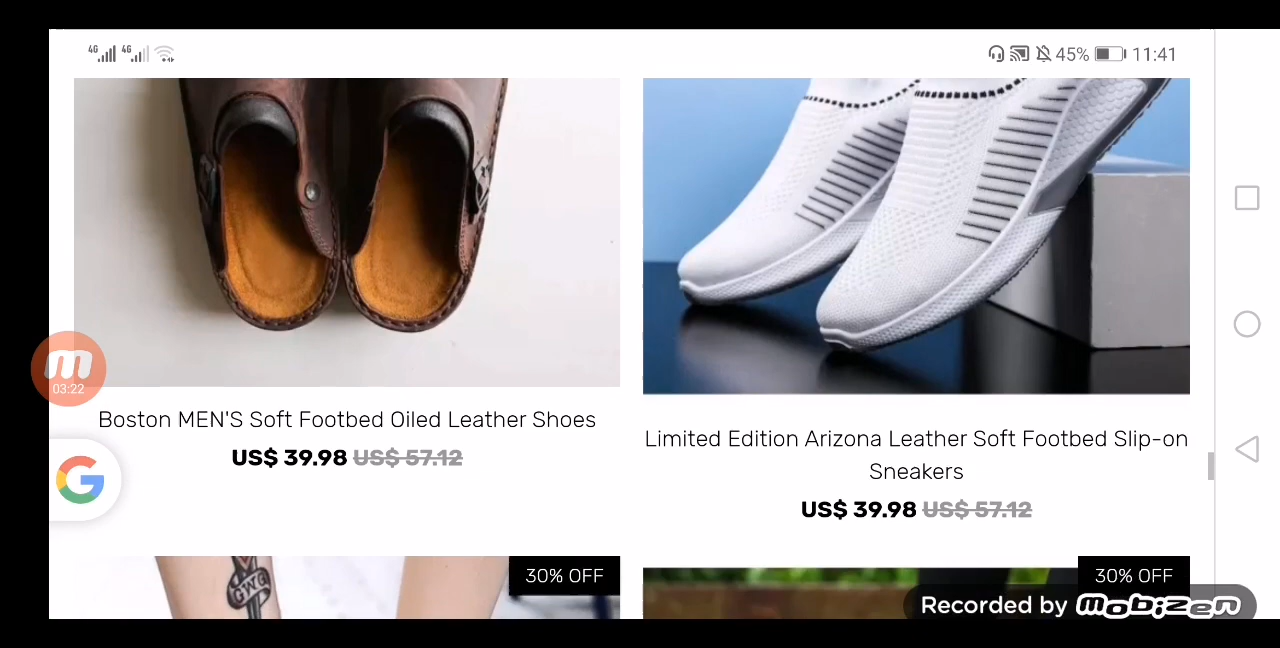 4G 4G 45% 11:41
m
03:22
Boston MEN'S Soft Footbed Oiled Leather Shoes
US$ 39.98 US$ 57.12
Limited Edition Arizona Leather Soft Footbed Slip-on
Sneakers
US$ 39.98 US$ 57.12
G
30% OFF
GWG
30% OFF
Recorded by mobizen